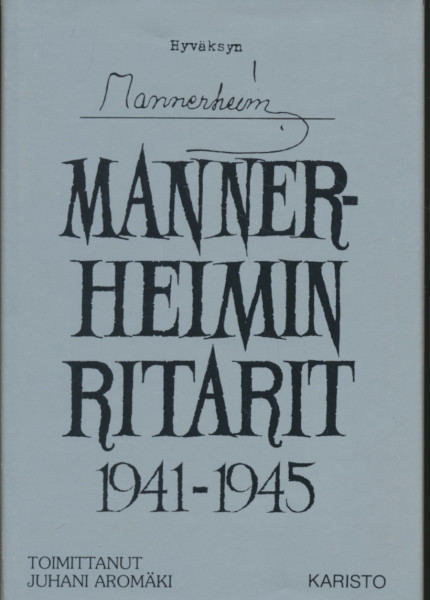 Hyväksyn
Mannerheim
MANNER-
HEIMIN
RITARIT
1941-1945
TOIMITTANUT
JUHANI AROMÄKI
KARISTO